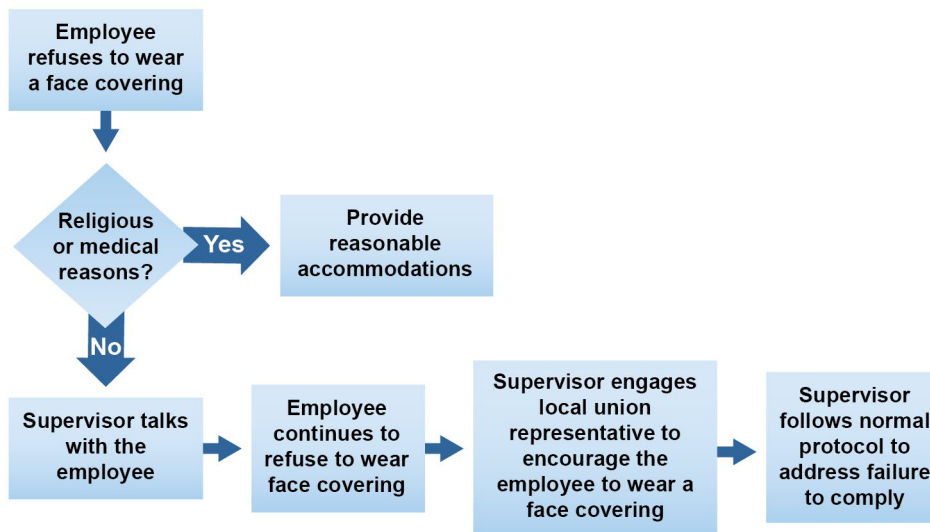 Employee
refuses to wear
a face covering
Religious
or medical
reasons?
Yes
Provide
reasonable
accommodations
No
Supervisor talks
with the
employee
Employee
continues to
refuse to wear
face covering
Supervisor engages
local union
representative to
encourage the
employee to wear a
face covering
Supervisor
follows normal
protocol to
address failure
to comply